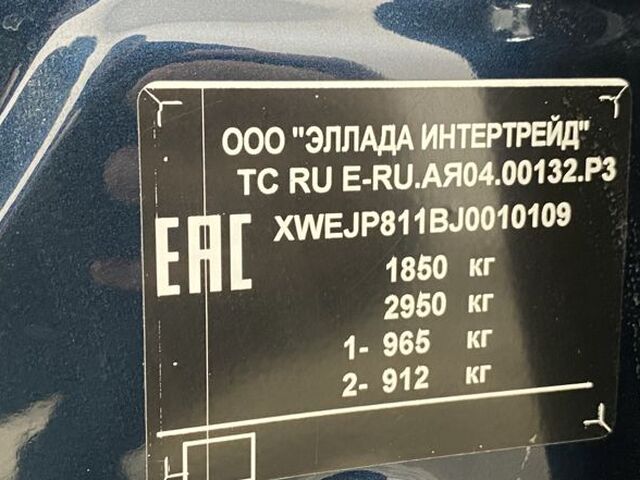 ООО "ЭЛЛАДА ИНТЕРТРЕЙД"
ТС RU Е-RU.АЯ04.00132.Р3
XWEJP811BJ0010109
EAC
1850 кг
2950 кг
1- 965 кг
2- 912 кг